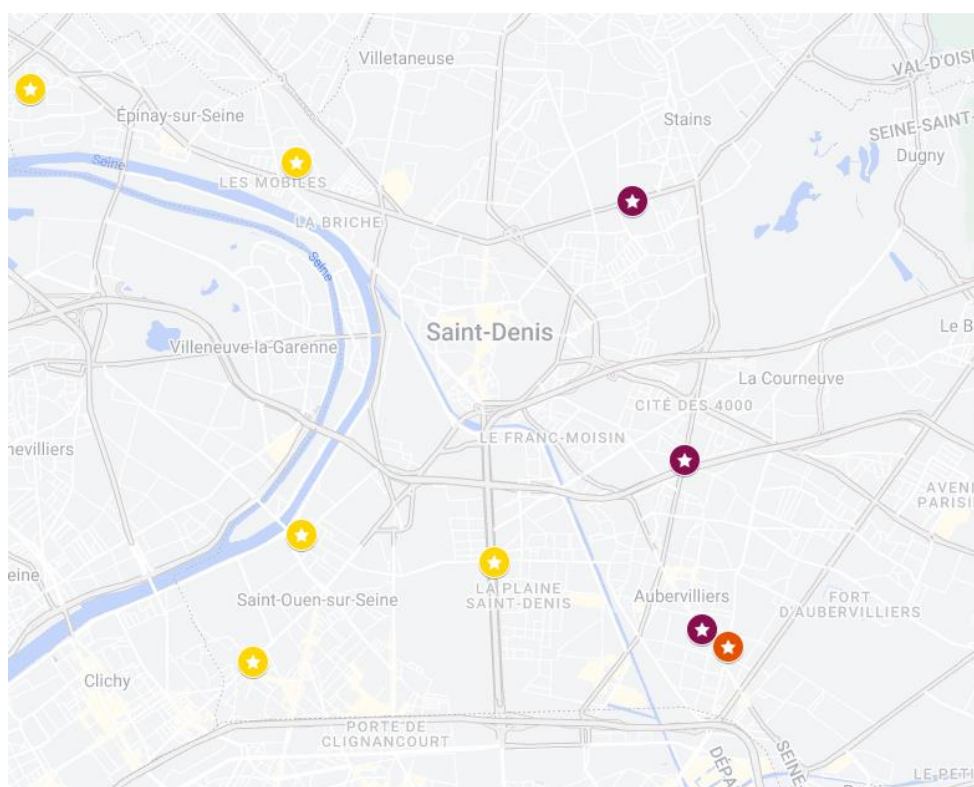 Villetaneuse
VAL-D'OIS
Épinay-sur-Seine
Stains
SEINE-SAINT-
Dugny
Seine
LES MOBILES
LA BRICHE
Seine
Saint-Denis
Le B
Villeneuve-la-Garenne
La Courneuve
CITÉ DES 4000
LE FRANC-MOISIN
nevilliers
AVEN
PARISI
eine
LA PLAINE
SAINT-DENIS
Aubervilliers
FORT
D'AUBERVILLIERS
Saint-Ouen-sur-Seine
Clichy
PORTE DE
CLIGNANCOURT
DÉPA
SEINE
LE PETI